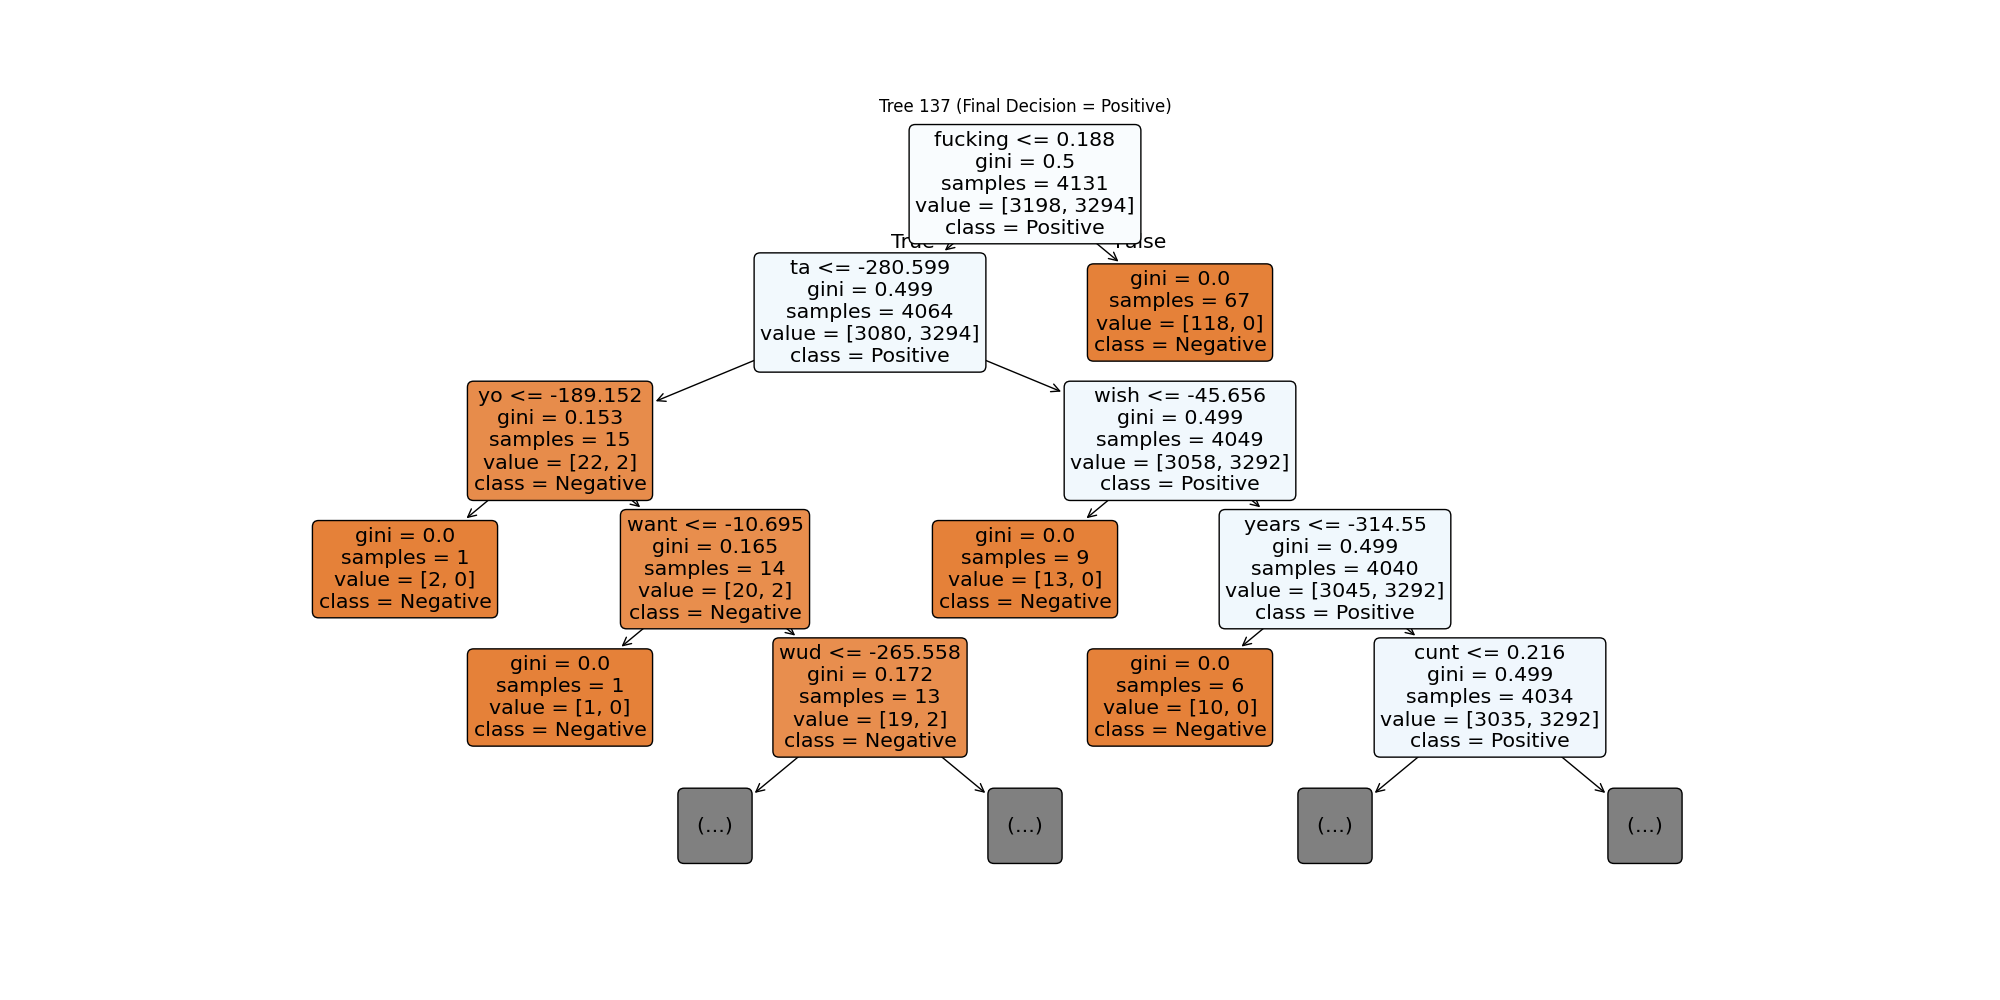 Tree 137 (Final Decision = Positive)
fucking <= 0.188
gini = 0.5
samples = 4131
value = [3198, 3294]
class = Positive
True
False
ta <= -280.599
gini = 0.499
samples = 4064
value = [3080, 3294]
class = Positive
gini = 0.0
samples = 67
value = [118, 0]
class = Negative
yo <= -189.152
gini = 0.153
samples = 15
value = [22, 2]
class = Negative
wish <= -45.656
gini = 0.499
samples = 4049
value = [3058, 3292]
class = Positive
gini = 0.0
samples = 1
value = [2, 0]
class = Negative
want <= -10.695
gini = 0.165
samples = 14
value = [20, 2]
class = Negative
gini = 0.0
samples = 9
value = [13, 0]
class = Negative
years <= -314.55
gini = 0.499
samples = 4040
value = [3045, 3292]
class = Positive
gini = 0.0
samples = 1
value = [1, 0]
class = Negative
wud <= -265.558
gini = 0.172
samples = 13
value = [19, 2]
class = Negative
gini = 0.0
samples = 6
value = [10, 0]
class = Negative
cunt <= 0.216
gini = 0.499
samples = 4034
value = [3035, 3292]
class = Positive
(...)
(...)
(...)
(...)